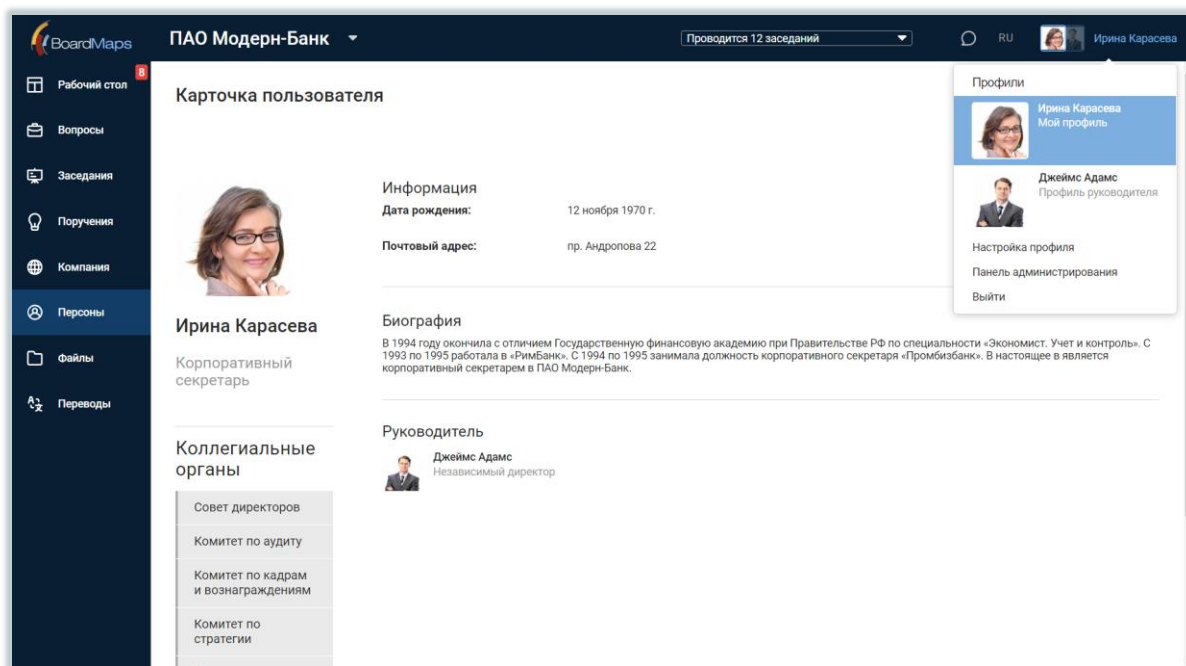 BoardMaps
ПАО Модерн-Банк
Проводится 12 заседаний
RU
Ирина Карасева
Рабочий стол
8
Вопросы
Заседания
Поручения
Компания
Персоны
Файлы
Переводы
Карточка пользователя
Ирина Карасева
Корпоративный
секретарь
Коллегиальные
органы
Совет директоров
Комитет по аудиту
Комитет по кадрам
и вознаграждениям
Комитет по
стратегии
Информация
Дата рождения: 12 ноября 1970 г.
Почтовый адрес: пр. Андропова 22
Биография
В 1994 году окончила с отличием Государственную финансовую академию при Правительстве РФ по специальности «Экономист. Учет и контроль». С
1993 по 1995 работала в «РимБанк». С 1994 по 1995 занимала должность корпоративного секретаря «Промбизбанк». В настоящее в является
корпоративный секретарем в ПАО Модерн-Банк.
Руководитель
Джеймс Адамс
Независимый директор
Профили
Ирина Карасева
Мой профиль
Джеймс Адамс
Профиль руководителя
Настройка профиля
Панель администрирования
Выйти